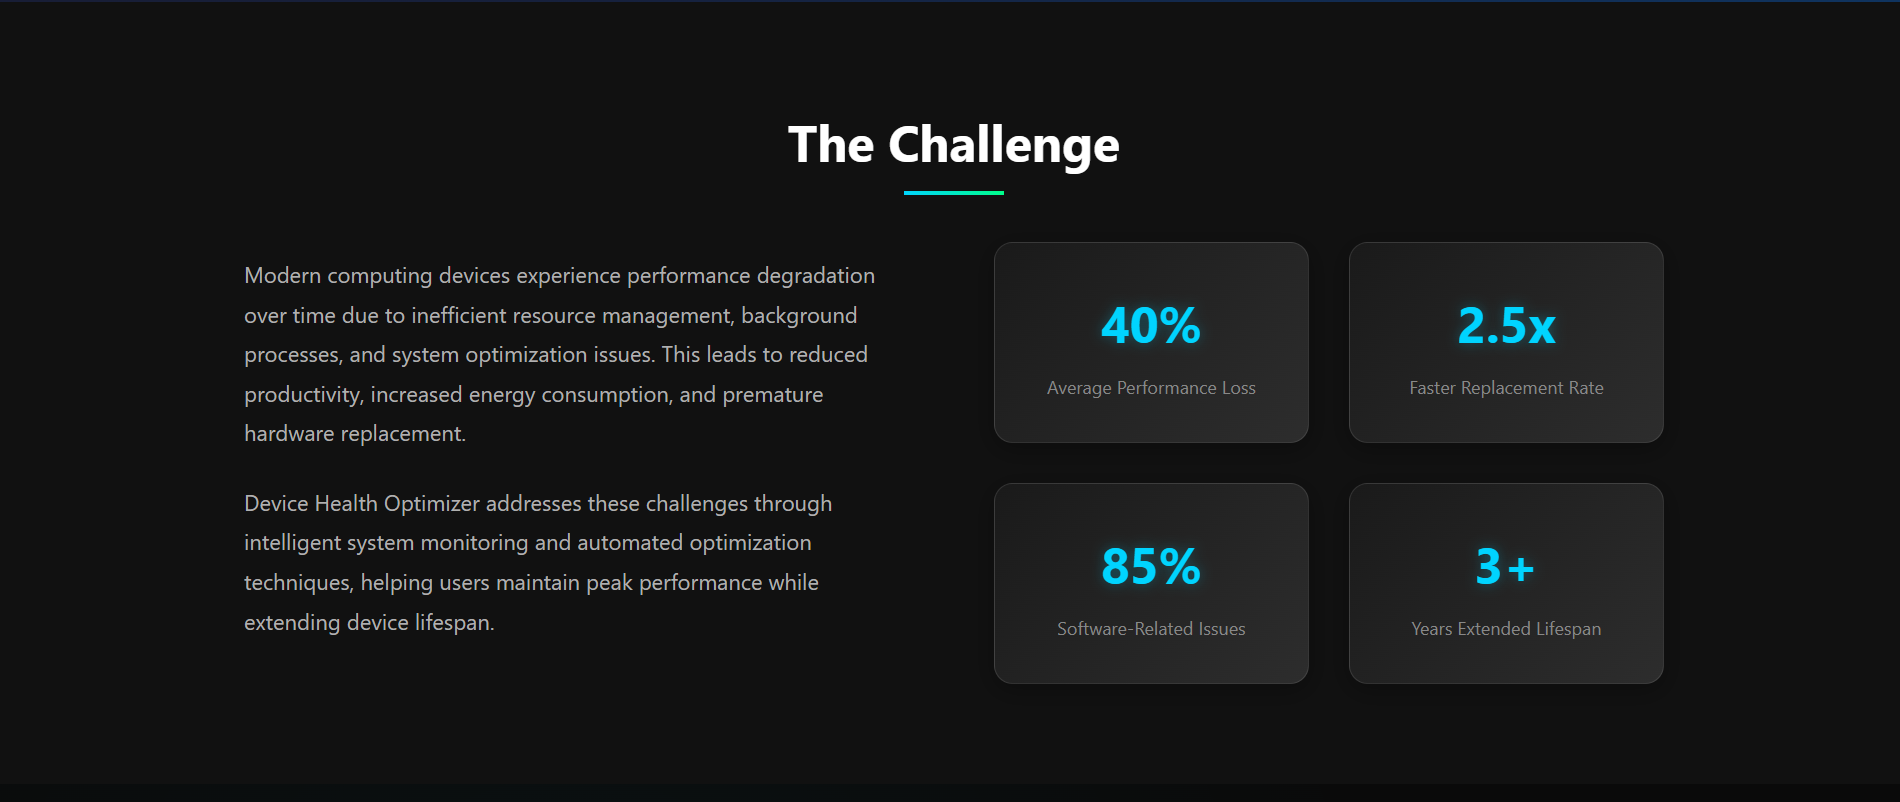 The Challenge
Modern computing devices experience performance degradation
over time due to inefficient resource management, background
processes, and system optimization issues. This leads to reduced
productivity, increased energy consumption, and premature
hardware replacement.
Device Health Optimizer addresses these challenges through
intelligent system monitoring and automated optimization
techniques, helping users maintain peak performance while
extending device lifespan.
40%
Average Performance Loss
2.5x
Faster Replacement Rate
85%
Software-Related Issues
3+
Years Extended Lifespan